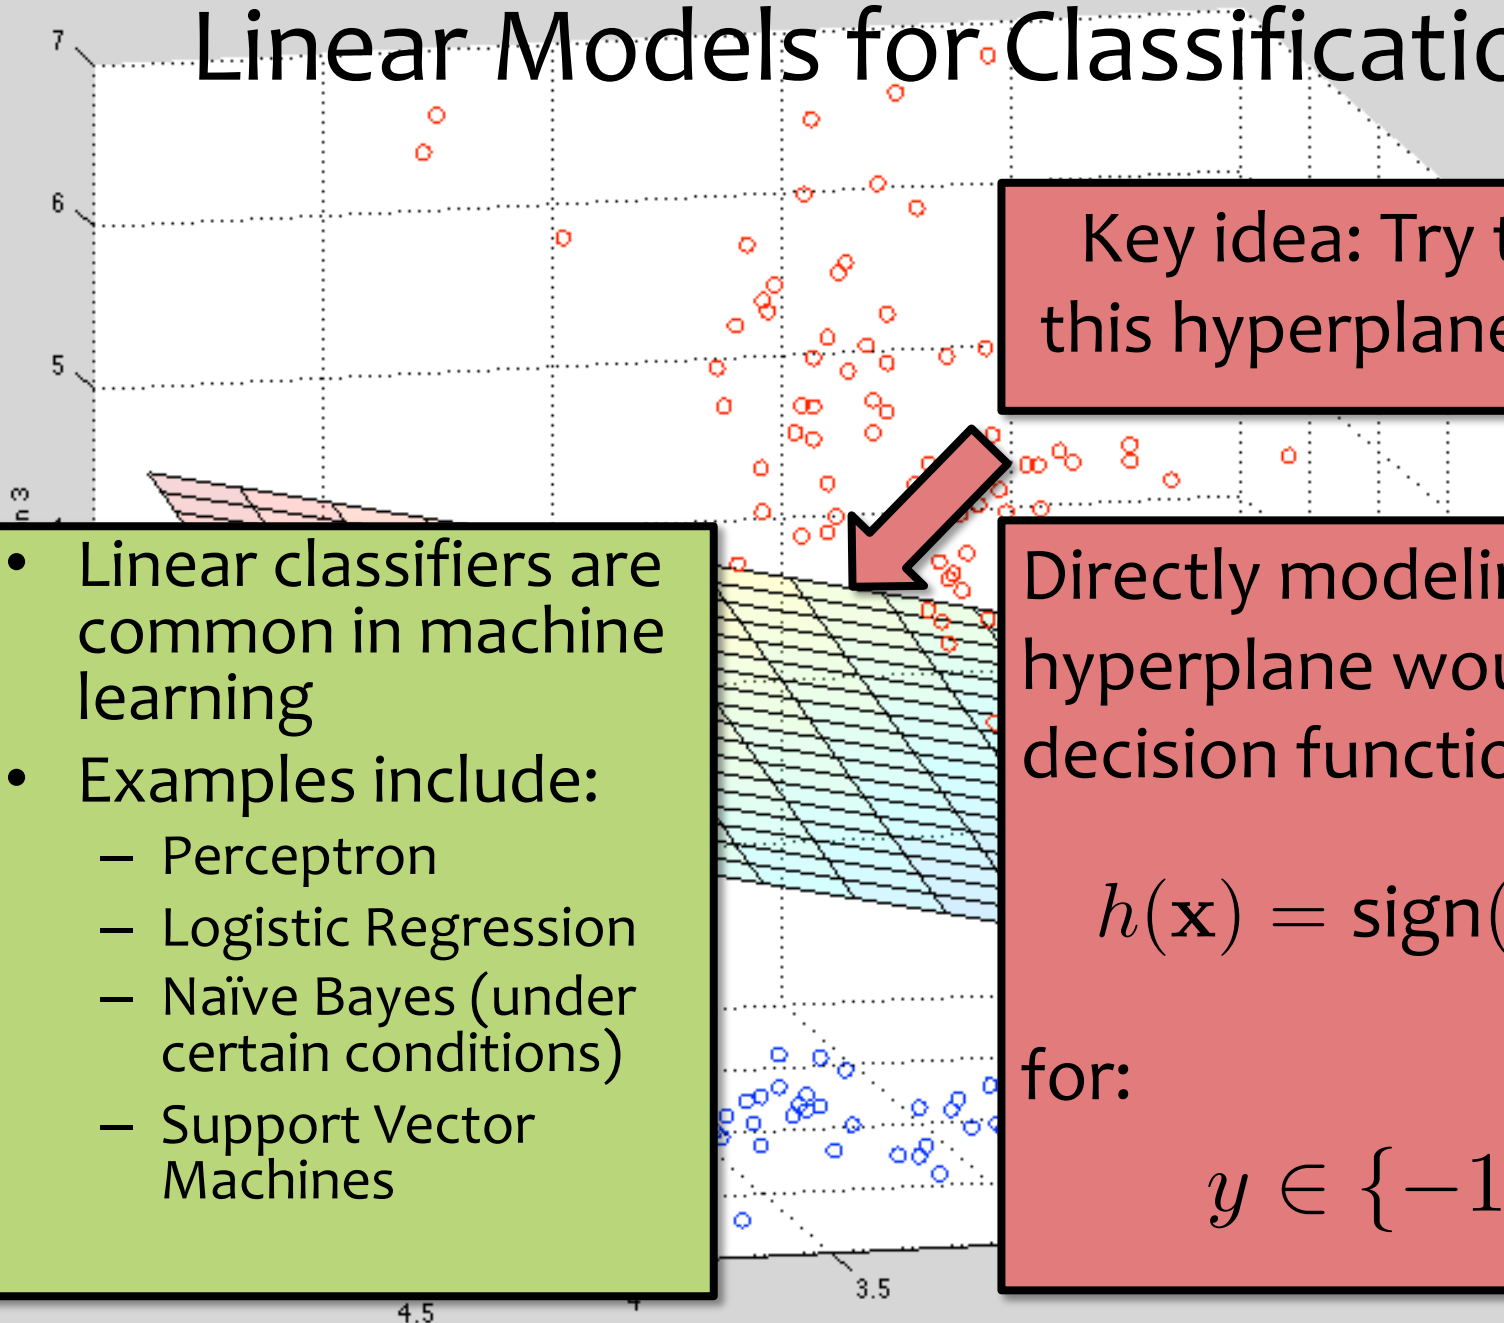 Linear Models for Classificatio
7
6
5
n 3
Key idea: Try t
this hyperplane
• Linear classifiers are
common in machine
learning
• Examples include:
– Perceptron
– Logistic Regression
– Naïve Bayes (under
certain conditions)
– Support Vector
Machines
Directly modelin
hyperplane wou
decision functio
h(x) = sign(
for:
y ∈ {−1
4.5
4
3.5